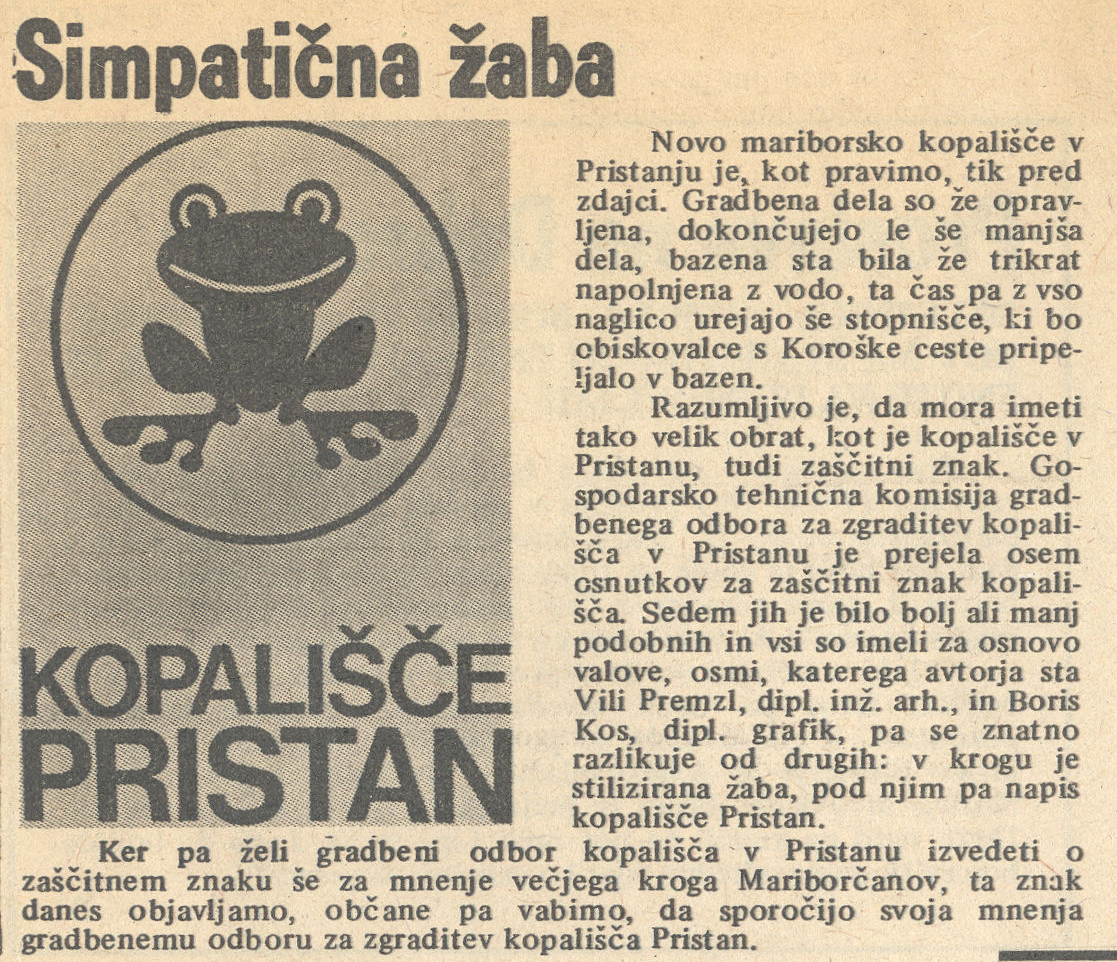 Simpatična žaba
KOPALIŠČE
PRISTAN
Novo mariborsko kopališče v
Pristanju je, kot pravimo, tik pred
zdajci. Gradbena dela so že oprav-
ljena, dokončujejo le še manjša
dela, bazena sta bila že trikrat
napolnjena z vodo, ta čas pa z vso
naglico urejajo še stopnišče, ki bo
obiskovalce s Koroške ceste pripe-
ljalo v bazen.
Razumljivo je, da mora imeti
tako velik obrat, kot je kopališče v
Pristanu, tudi zaščitni znak. Go-
spodarsko tehnična komisija grad-
benega odbora za zgraditev kopali-
šča v Pristanu je prejela osem
osnutkov za zaščitni znak kopali-
šča. Sedem jih je bilo bolj ali manj
podobnih in vsi so imeli za osnovo
valove, osmi, katerega avtorja sta
Vili Premzl, dipl. inž. arh., in Boris
Kos, dipl. grafik, pa se znatno
razlikuje od drugih: v krogu je
stilizirana žaba, pod njim pa napis
kopališče Pristan.
Ker pa želi gradbeni odbor kopališča v Pristanu izvedeti o
zaščitnem znaku še za mnenje večjega kroga Mariborčanov, ta znak
danes objavljamo, občane pa vabimo, da sporočijo svoja mnenja
gradbenemu odboru za zgraditev kopališča Pristan.